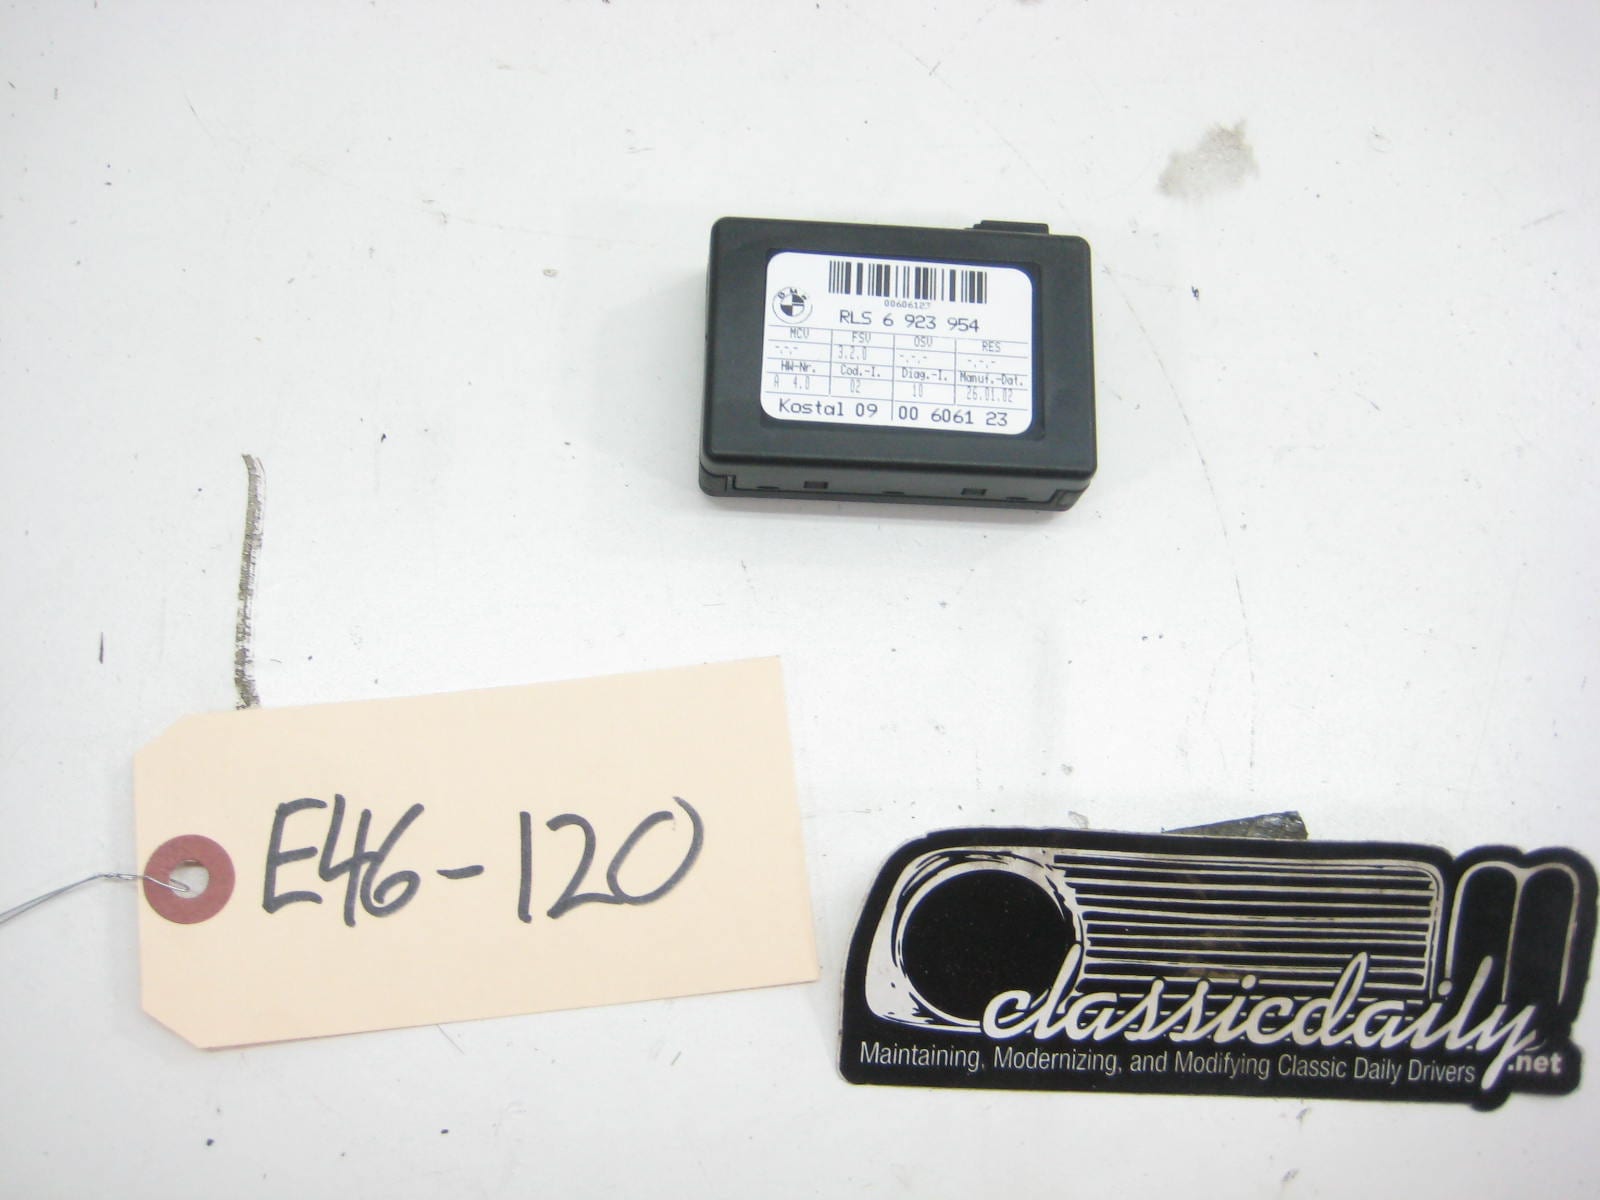 00606123
BMW
RLS 6 923 954
MCV FSV OSV RES
-.-.- 3.2.0 -.-.- -.-.-
HW-Nr. Cod.-I. Diag.-I. Manuf.-Dat.
A 4.0 02 10 26.01.02
Kostal 09 00 6061 23
E46-120
classicdaily
.net
Maintaining, Modernizing, and Modifying Classic Daily Drivers